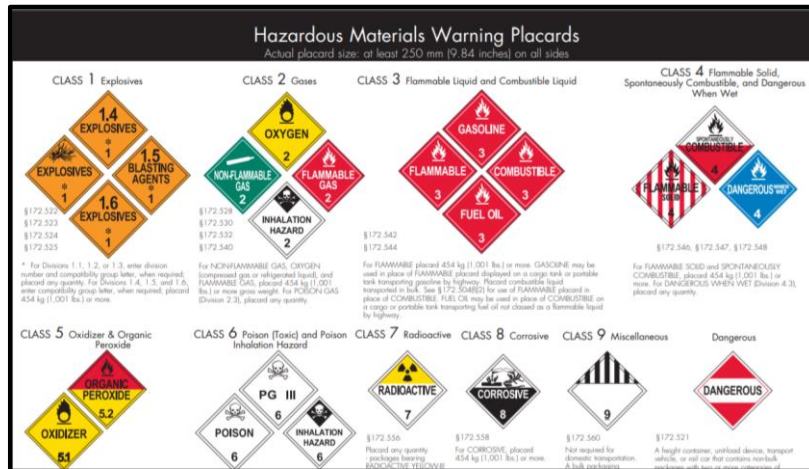 Hazardous Materials Warning Placards
Actual placard size: at least 250 mm (9.84 inches) on all sides
CLASS 1 Explosives
1.4
EXPLOSIVES
*
1
EXPLOSIVES
*
1
1.5
BLASTING
AGENTS
*
1
1.6
EXPLOSIVES
*
1
§172.522
§172.523
§172.524
§172.525
* For Divisions 1.1, 1.2, or 1.3, enter division
number and compatibility group letter, when required;
placard any quantity. For Divisions 1.4, 1.5, and 1.6,
enter compatibility group letter, when required; placard
454 kg (1,001 lbs.) or more.
CLASS 2 Gases
OXYGEN
2
NON-FLAMMABLE
GAS
2
FLAMMABLE
GAS
2
INHALATION
HAZARD
2
§172.528
§172.530
§172.532
§172.540
For NON-FLAMMABLE GAS, OXYGEN
(compressed gas or refrigerated liquid), and
FLAMMABLE GAS, placard 454 kg (1,001
lbs.) or more gross weight. For POISON GAS
(Division 2.3), placard any quantity.
CLASS 3 Flammable Liquid and Combustible Liquid
GASOLINE
3
FLAMMABLE
3
COMBUSTIBLE
3
FUEL OIL
3
§172.542
§172.544
For FLAMMABLE, placard 454 kg (1,001 lbs.) or more. GASOLINE may be
used in place of FLAMMABLE placard displayed on a cargo tank or portable
tank transporting gasoline by highway. Placard combustible liquid
transported in bulk. See §172.504(f)(2) for use of FLAMMABLE placard in
place of COMBUSTIBLE. FUEL OIL may be used in place of COMBUSTIBLE on
a cargo or portable tank transporting fuel oil not classed as a flammable liquid
by highway.
CLASS 4 Flammable Solid,
Spontaneously Combustible, and Dangerous
When Wet
SPONTANEOUSLY
COMBUSTIBLE
4
FLAMMABLE
SOLID
4
DANGEROUS WHEN WET
4
§172.546, §172.547, §172.548
For FLAMMABLE SOLID and SPONTANEOUSLY
COMBUSTIBLE, placard 454 kg (1,001 lbs.) or
more. For DANGEROUS WHEN WET (Division 4.3),
placard any quantity.
CLASS 5 Oxidizer & Organic
Peroxide
ORGANIC
PEROXIDE
5.2
OXIDIZER
5.1
CLASS 6 Poison (Toxic) and Poison
Inhalation Hazard
PG III
6
POISON
6
INHALATION
HAZARD
6
CLASS 7 Radioactive
RADIOACTIVE
7
§172.556
Placard any quantity
- packages bearing
RADIOACTIVE YELLOW-III
CLASS 8 Corrosive
CORROSIVE
8
§172.558
For CORROSIVE, placard
454 kg (1,001 lbs.) or more.
CLASS 9 Miscellaneous
9
§172.560
Not required for
domestic transportation.
A bulk packaging
Dangerous
DANGEROUS
§172.521
A freight container, unit load device, transport
vehicle, or rail car that contains non-bulk
packages with two or more categories of